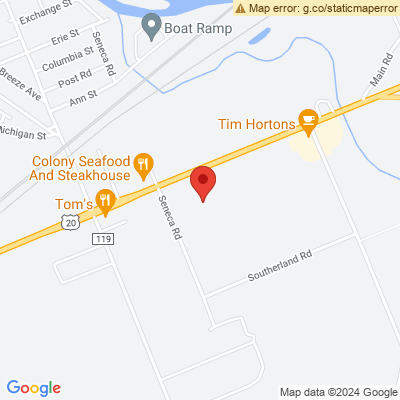 Map error: g.co/staticmaperror
Exchange St
Erie St
Columbia St
Seneca Rd
Post Rd
Breeze Ave
Ann St
Michigan St
Boat Ramp
Main Rd
Tim Hortons
Colony Seafood
And Steakhouse
Tom's
20
119
Seneca Rd
Southerland Rd
Google
Map data ©2024 Google